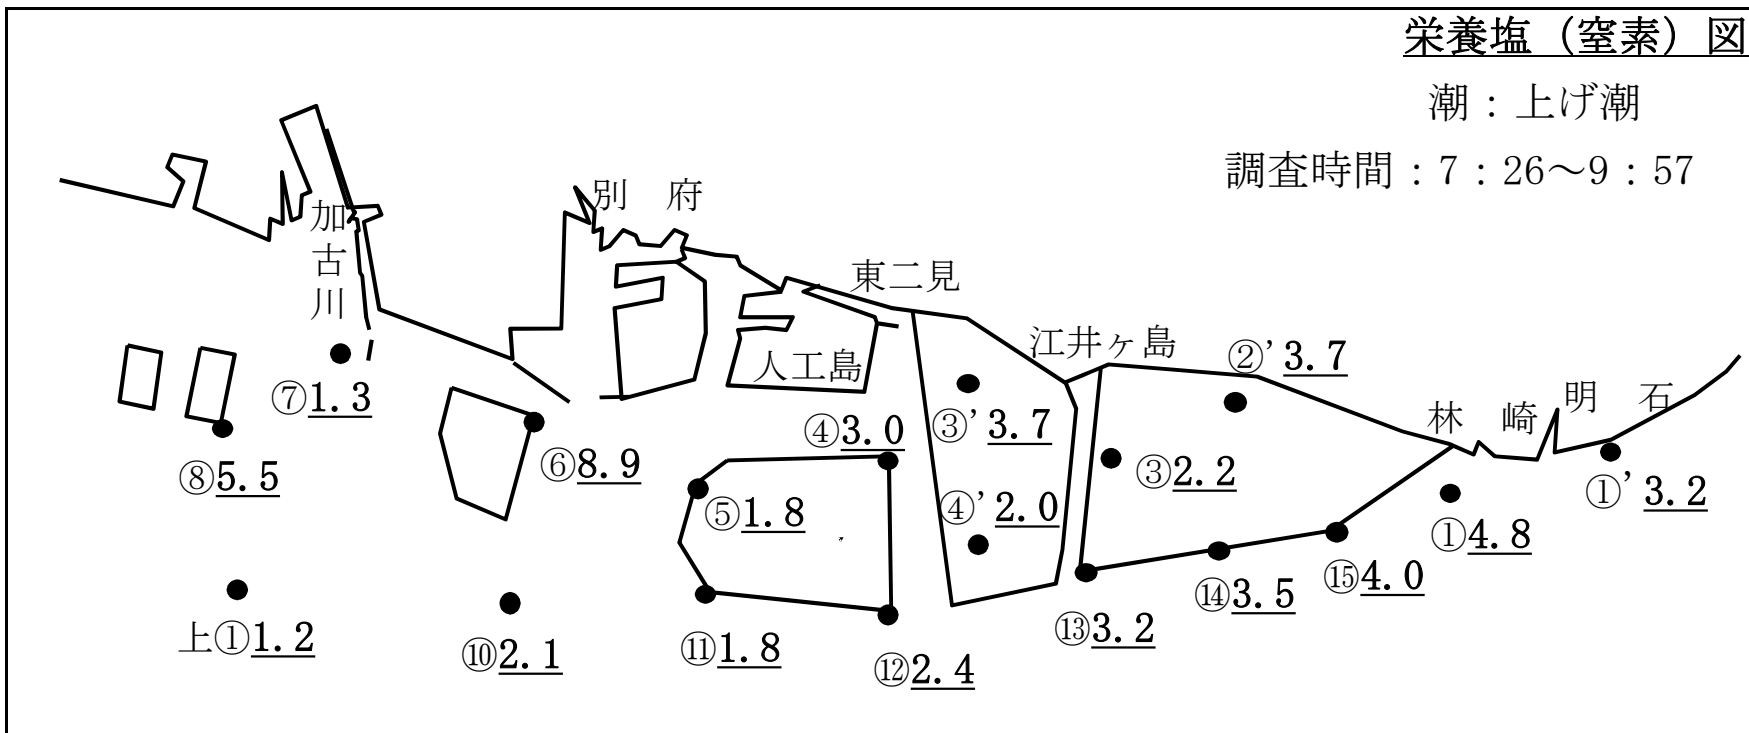 栄養塩（窒素）図
潮：上げ潮
調査時間：7：26～9：57
別 府
加古川
東二見
江井ヶ島
②' 3.7
人工島
⑦1.3
林 崎
明 石
④3.0
③' 3.7
⑧5.5
⑥8.9
③2.2
①' 3.2
⑤1.8
④' 2.0
①4.8
⑮4.0
⑭3.5
上①1.2
⑬3.2
⑩2.1
⑪1.8
⑫2.4